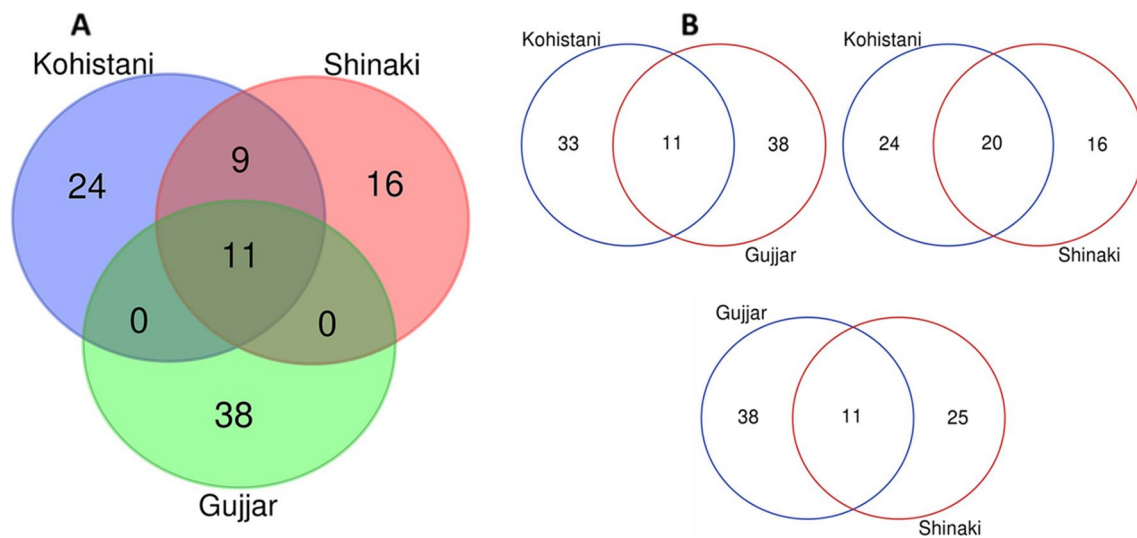 A
Kohistani
Shinaki
9
24
16
11
0
0
38
Gujjar
B
Kohistani
33
11
38
Gujjar
Kohistani
24
20
16
Shinaki
Gujjar
38
11
25
Shinaki